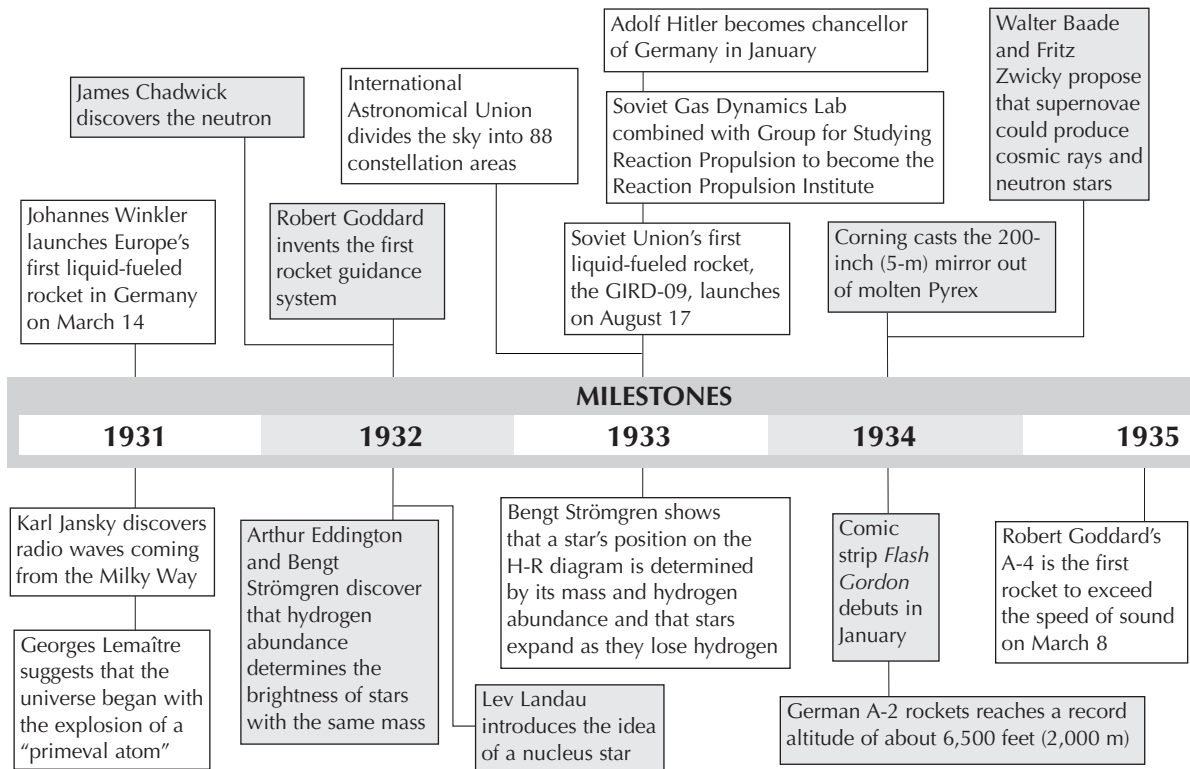 Adolf Hitler becomes chancellor
of Germany in January
Walter Baade
and Fritz
Zwicky propose
that supernovae
could produce
cosmic rays and
neutron stars
James Chadwick
discovers the neutron
International
Astronomical Union
divides the sky into 88
constellation areas
Soviet Gas Dynamics Lab
combined with Group for Studying
Reaction Propulsion to become the
Reaction Propulsion Institute
Johannes Winkler
launches Europe's
first liquid-fueled
rocket in Germany
on March 14
Robert Goddard
invents the first
rocket guidance
system
Soviet Union's first
liquid-fueled rocket,
the GIRD-09, launches
on August 17
Corning casts the 200-
inch (5-m) mirror out
of molten Pyrex
MILESTONES
1931
1932
1933
1934
1935
Karl Jansky discovers
radio waves coming
from the Milky Way
Georges Lemaître
suggests that the
universe began with
the explosion of a
"primeval atom"
Arthur Eddington
and Bengt
Strömgren discover
that hydrogen
abundance
determines the
brightness of stars
with the same mass
Lev Landau
introduces the idea
of a nucleus star
Bengt Strömgren shows
that a star's position on the
H-R diagram is determined
by its mass and hydrogen
abundance and that stars
expand as they lose hydrogen
Comic
strip Flash
Gordon
debuts in
January
German A-2 rockets reaches a record
altitude of about 6,500 feet (2,000 m)
Robert Goddard's
A-4 is the first
rocket to exceed
the speed of sound
on March 8